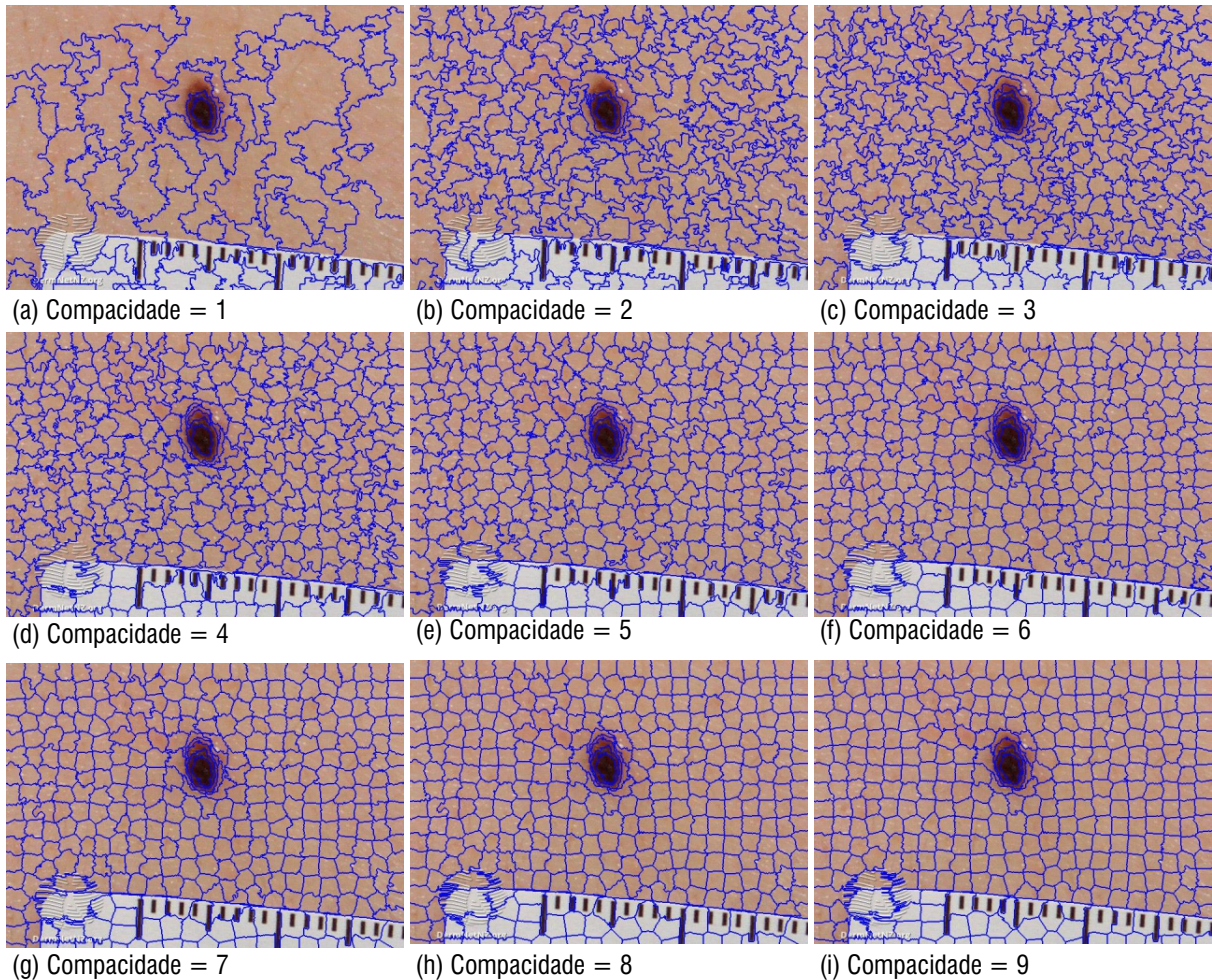 (a) Compacidade = 1
(b) Compacidade = 2
(c) Compacidade = 3
(d) Compacidade = 4
(e) Compacidade = 5
(f) Compacidade = 6
(g) Compacidade = 7
(h) Compacidade = 8
(i) Compacidade = 9